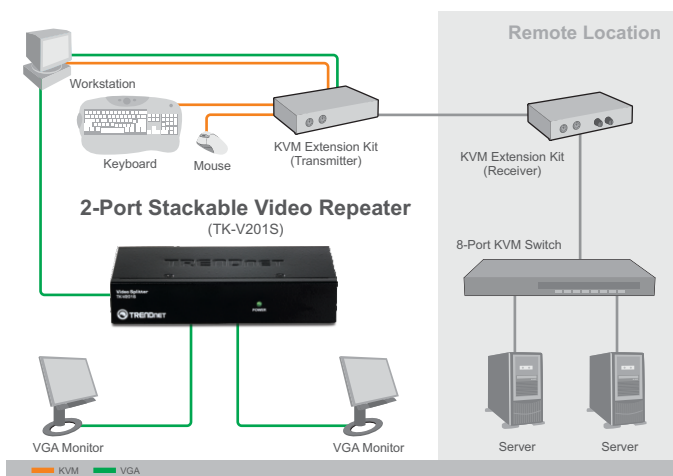 Remote Location
Workstation
Keyboard
Mouse
KVM Extension Kit
(Transmitter)
KVM Extension Kit
(Receiver)
2-Port Stackable Video Repeater
(TK-V201S)
8-Port KVM Switch
TRENDNET
Video Splitter
TK-V201S
POWER
TRENDNET
VGA Monitor
VGA Monitor
Server
Server
KVM
VGA